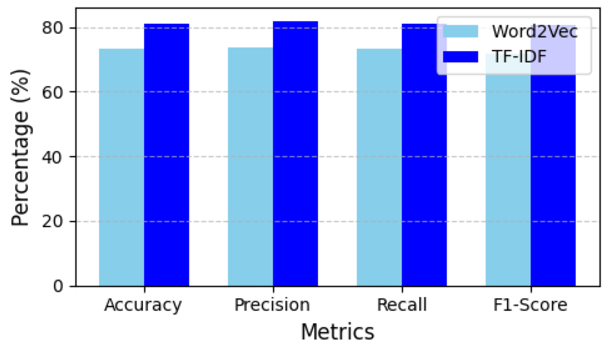 Percentage (%)
80
60
40
20
0
Word2Vec
TF-IDF
Accuracy Precision Recall F1-Score
Metrics